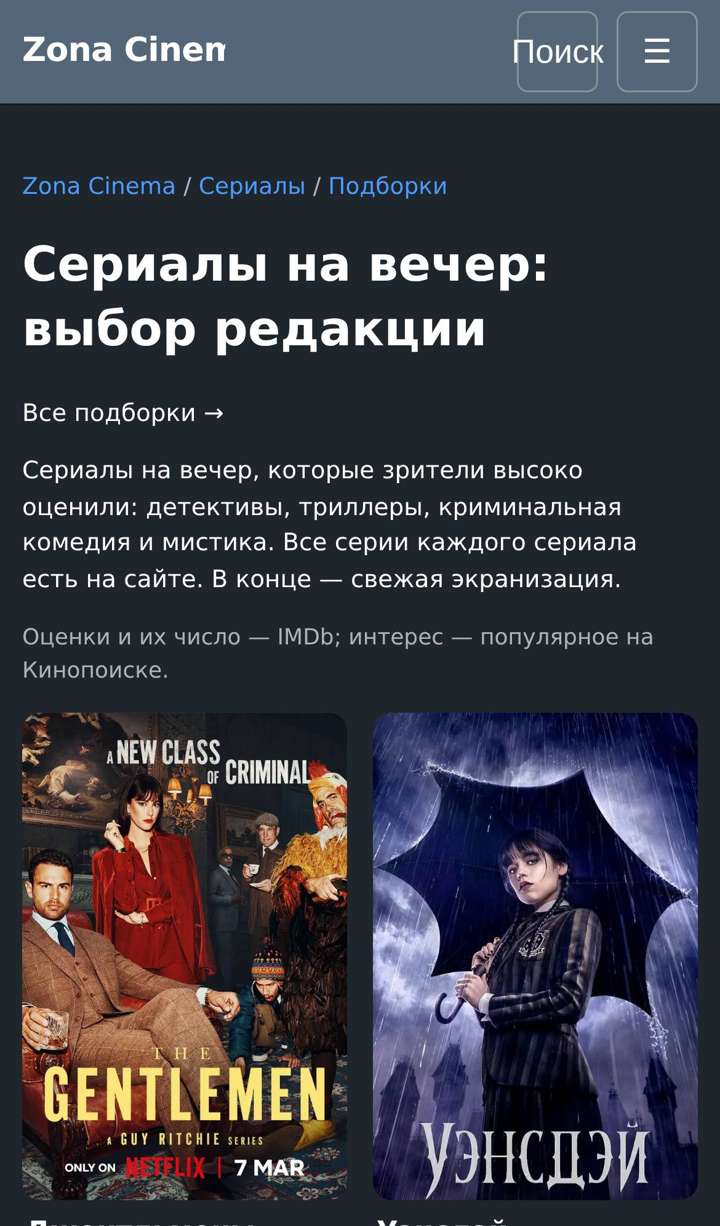 Zona Cinem
Поиск
☰
Zona Cinema / Сериалы / Подборки
Сериалы на вечер:
выбор редакции
Все подборки →
Сериалы на вечер, которые зрители высоко
оценили: детективы, триллеры, криминальная
комедия и мистика. Все серии каждого сериала
есть на сайте. В конце — свежая экранизация.
Оценки и их число — IMDb; интерес — популярное на
Кинопоиске.
A NEW CLASS
OF CRIMINAL
THE
GENTLEMEN
A GUY RITCHIE SERIES
ONLY ON NETFLIX | 7 MAR
УЭНСДЭЙ